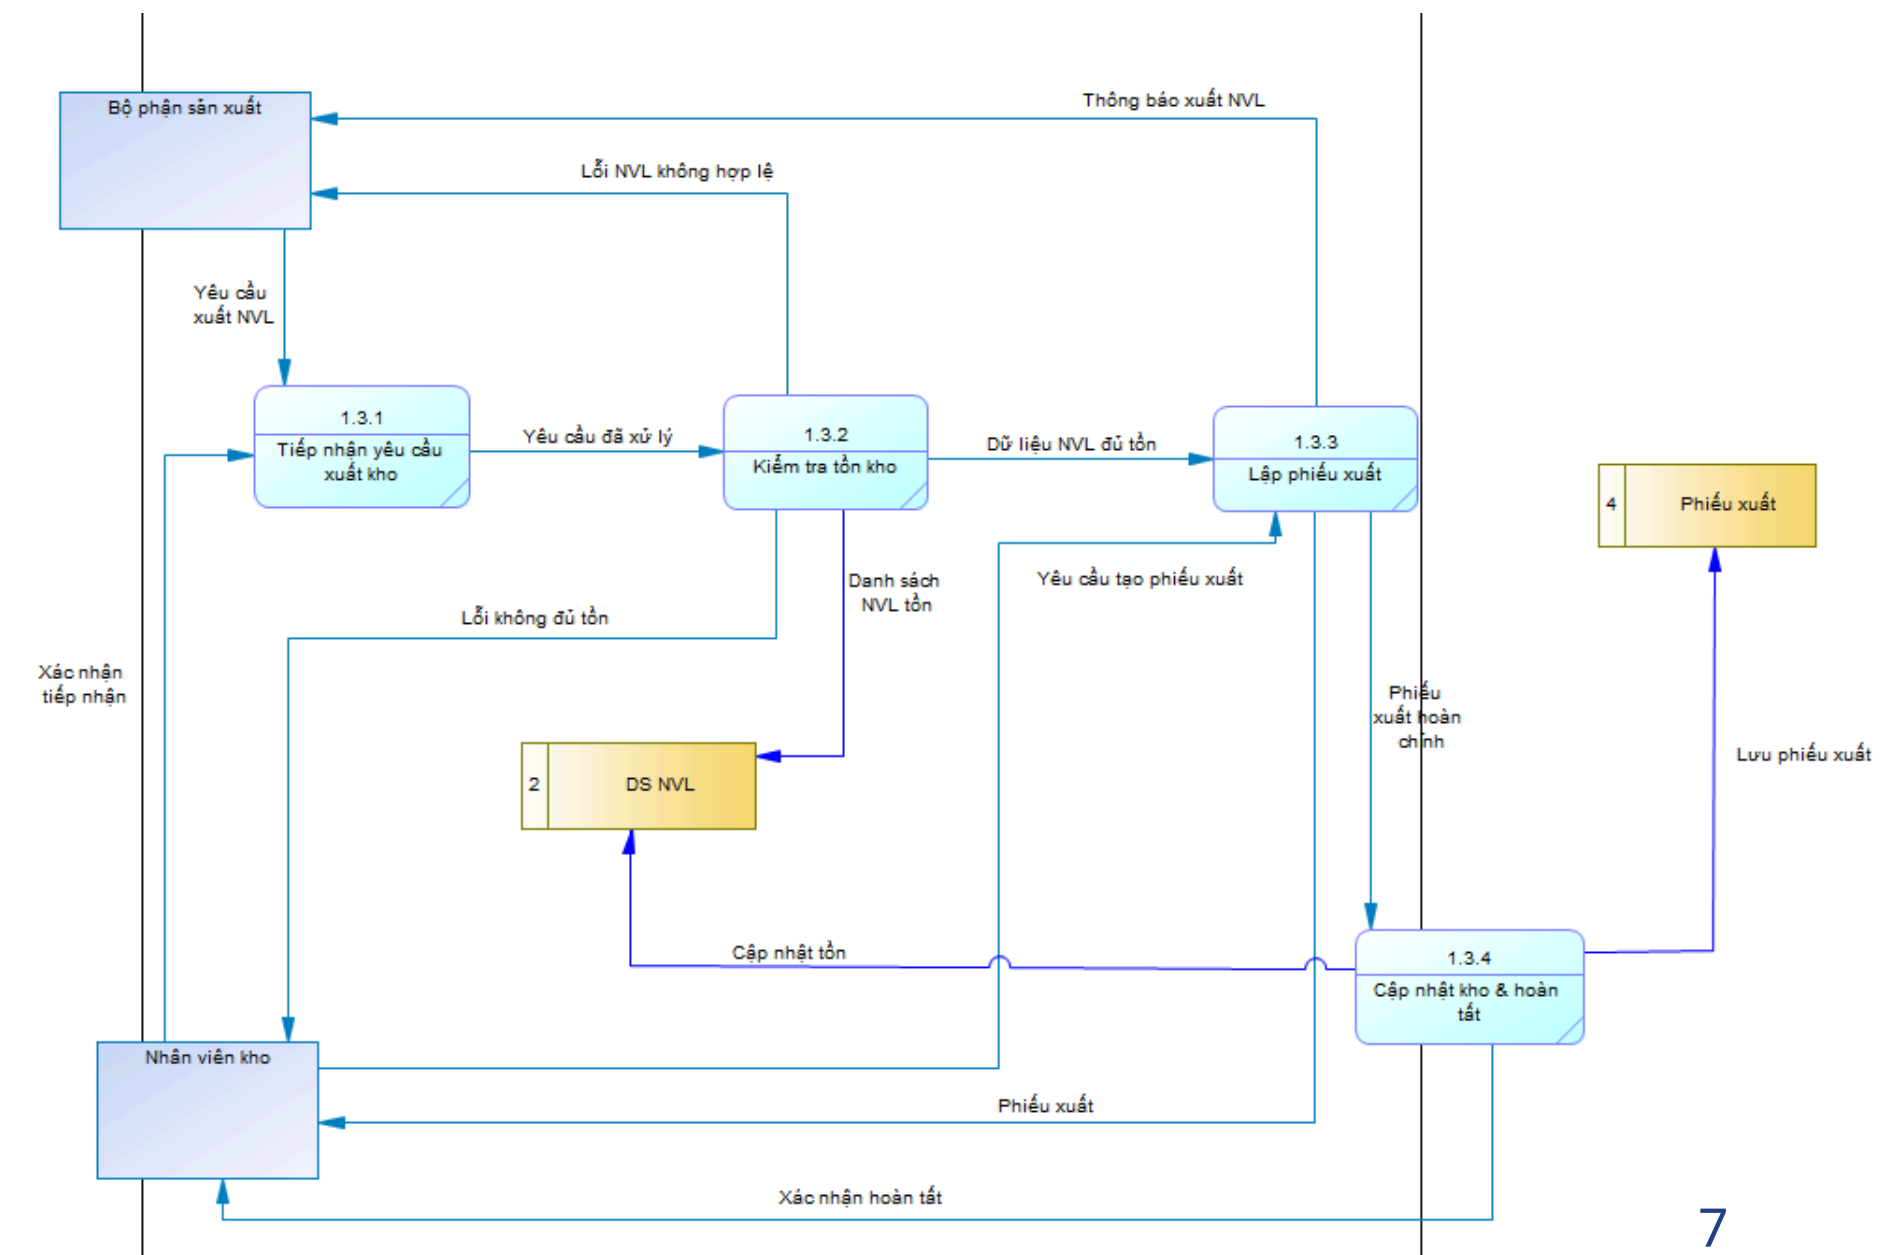 Bộ phận sản xuất
Thông báo xuất NVL
Lỗi NVL không hợp lệ
Yêu cầu
xuất NVL
1.3.1
Tiếp nhận yêu cầu
xuất kho
Yêu cầu đã xử lý
1.3.2
Kiểm tra tồn kho
Dữ liệu NVL đủ tồn
1.3.3
Lập phiếu xuất
4
Phiếu xuất
Danh sách
NVL tồn
Yêu cầu tạo phiếu xuất
Lỗi không đủ tồn
Xác nhận
tiếp nhận
Phiếu
xuất hoàn
chỉnh
Lưu phiếu xuất
2
DS NVL
Cập nhật tồn
1.3.4
Cập nhật kho & hoàn
tất
Nhân viên kho
Phiếu xuất
Xác nhận hoàn tất
7